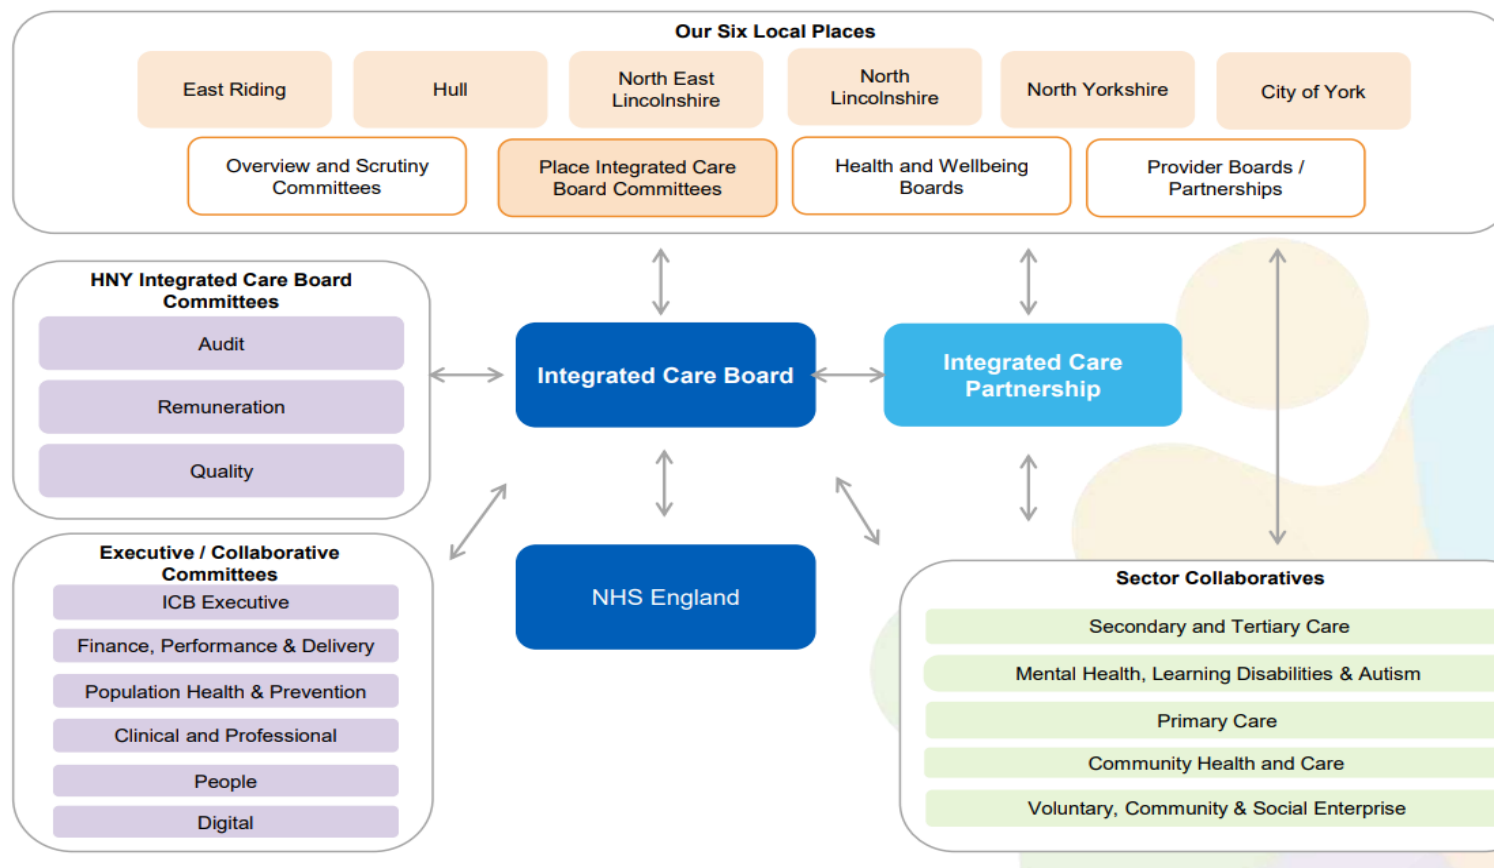 Our Six Local Places
East Riding
Hull
North East
Lincolnshire
North
Lincolnshire
North Yorkshire
City of York
Overview and Scrutiny
Committees
Place Integrated Care
Board Committees
Health and Wellbeing
Boards
Provider Boards /
Partnerships
HNY Integrated Care Board
Committees
Audit
Remuneration
Quality
Integrated Care Board
Integrated Care
Partnership
NHS England
Executive / Collaborative
Committees
ICB Executive
Finance, Performance & Delivery
Population Health & Prevention
Clinical and Professional
People
Digital
Sector Collaboratives
Secondary and Tertiary Care
Mental Health, Learning Disabilities & Autism
Primary Care
Community Health and Care
Voluntary, Community & Social Enterprise